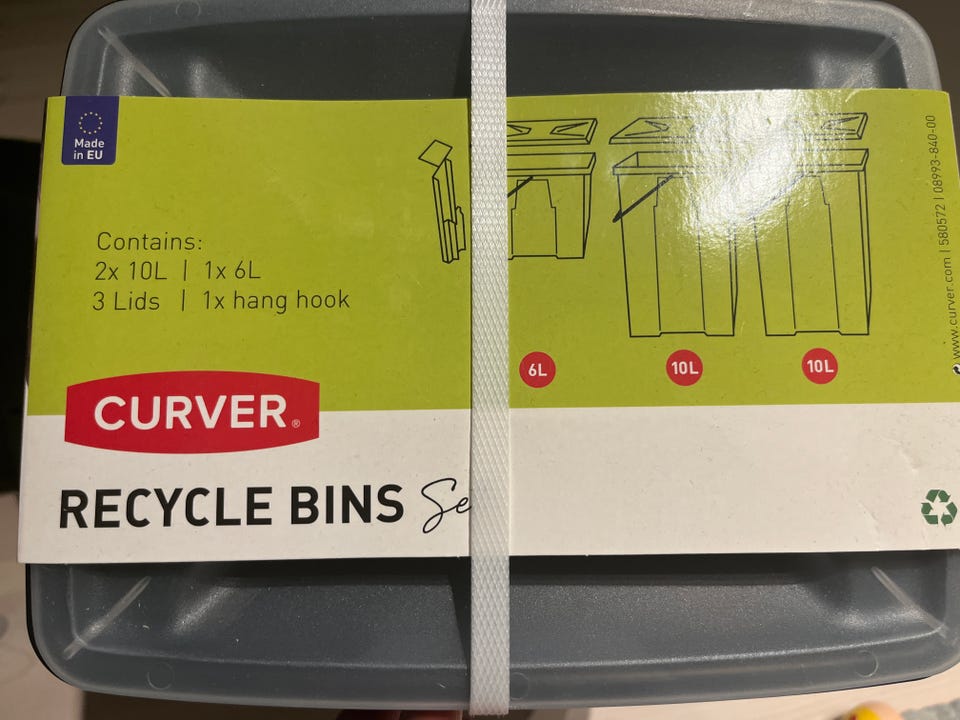 Made
in EU
Contains:
2x 10L | 1x 6L
3 Lids | 1x hang hook
6L
10L
10L
CURVER®
RECYCLE BINS Se
www.curver.com | 580572 | 08993-840-00